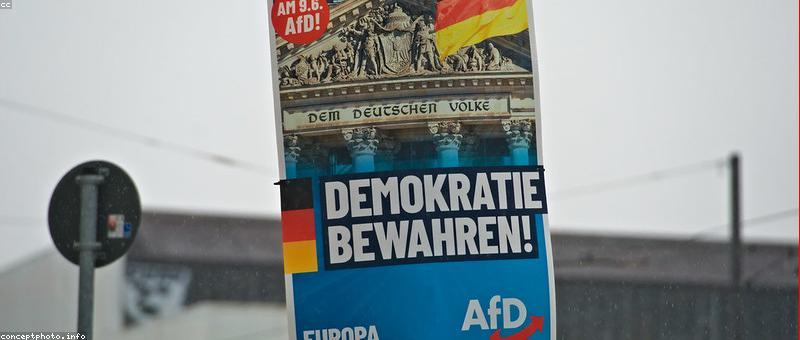 cc
AM 9.6.
AfD!
DEM DEUTSCHEN VOLKE
DEMOKRATIE
BEWAHREN!
AfD
EUROPA
conceptphoto.info